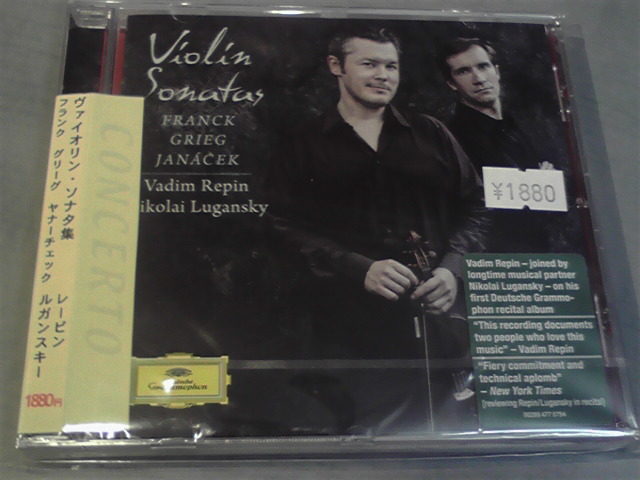 Violin
Sonatas
FRANCK
GRIEG
JANÁČEK
Vadim Repin
ikolai Lugansky
¥1880
Vadim Repin – joined by
longtime musical partner
Nikolai Lugansky – on his
first Deutsche Grammo-
phon recital album
"This recording documents
two people who love this
music" – Vadim Repin
"Fiery commitment and
technical aplomb"
– New York Times
(reviewing Repin/Lugansky in recital)
Deutsche
Grammophon
CONCERTO
ヴァイオリン・ソナタ集 レーピン
フランク グリーグ ヤナーチェック ルガンスキー
1880円